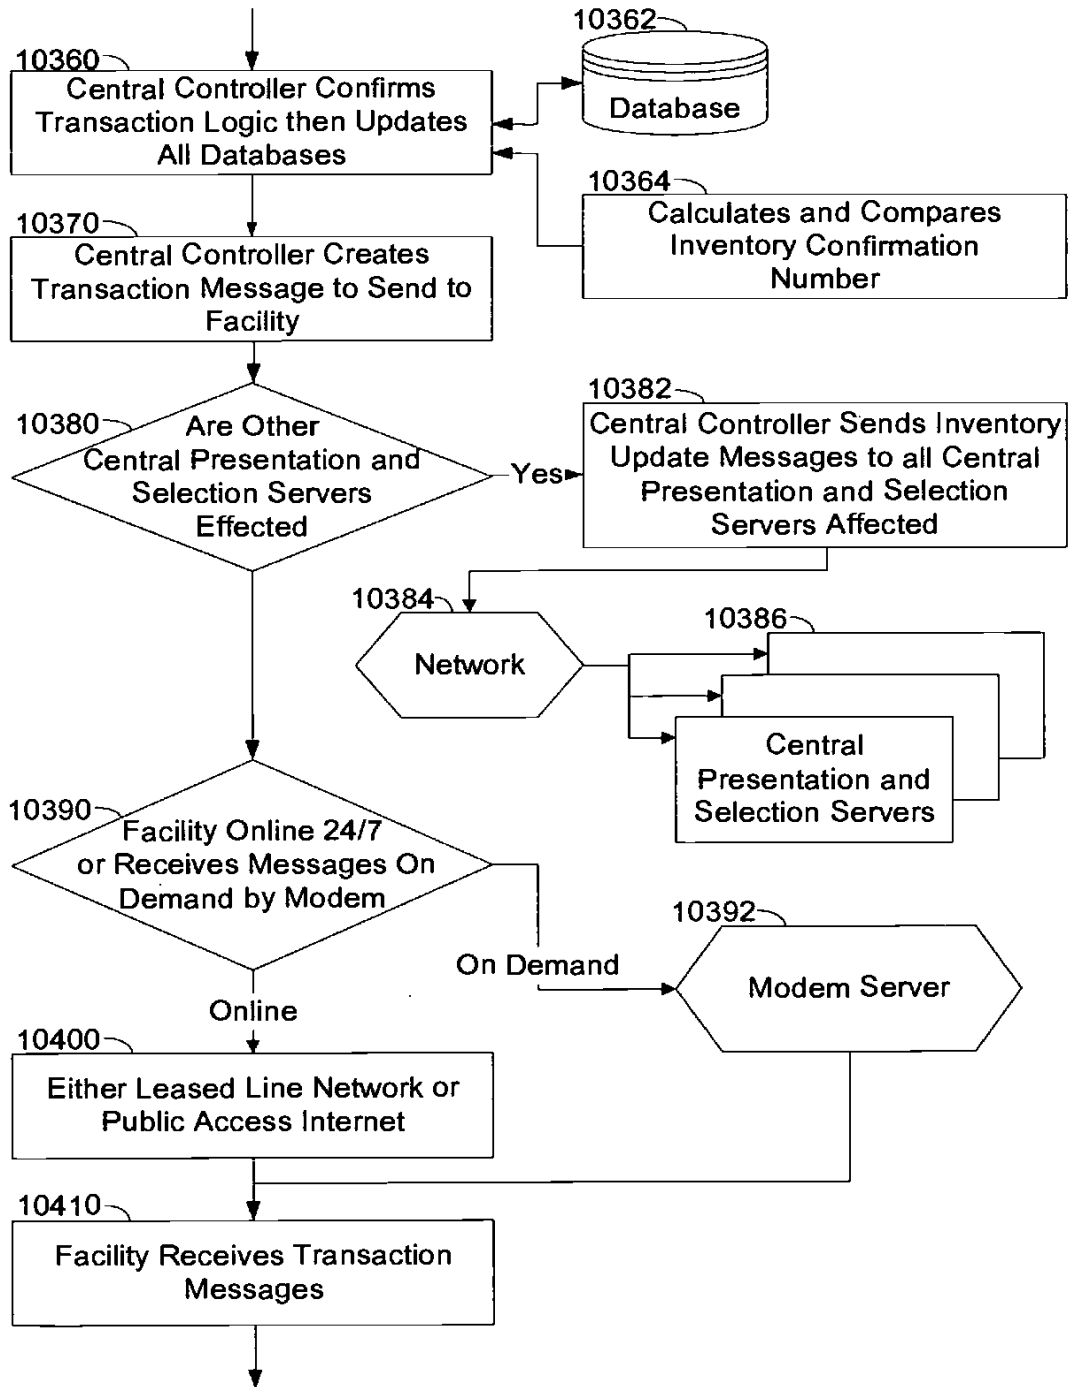 10360
Central Controller Confirms
Transaction Logic then Updates
All Databases
10362
Database
10364
Calculates and Compares
Inventory Confirmation
Number
10370
Central Controller Creates
Transaction Message to Send to
Facility
10380
Are Other
Central Presentation and
Selection Servers
Effected
Yes
10382
Central Controller Sends Inventory
Update Messages to all Central
Presentation and Selection
Servers Affected
10384
Network
10386
Central
Presentation and
Selection Servers
10390
Facility Online 24/7
or Receives Messages On
Demand by Modem
On Demand
10392
Modem Server
Online
10400
Either Leased Line Network or
Public Access Internet
10410
Facility Receives Transaction
Messages